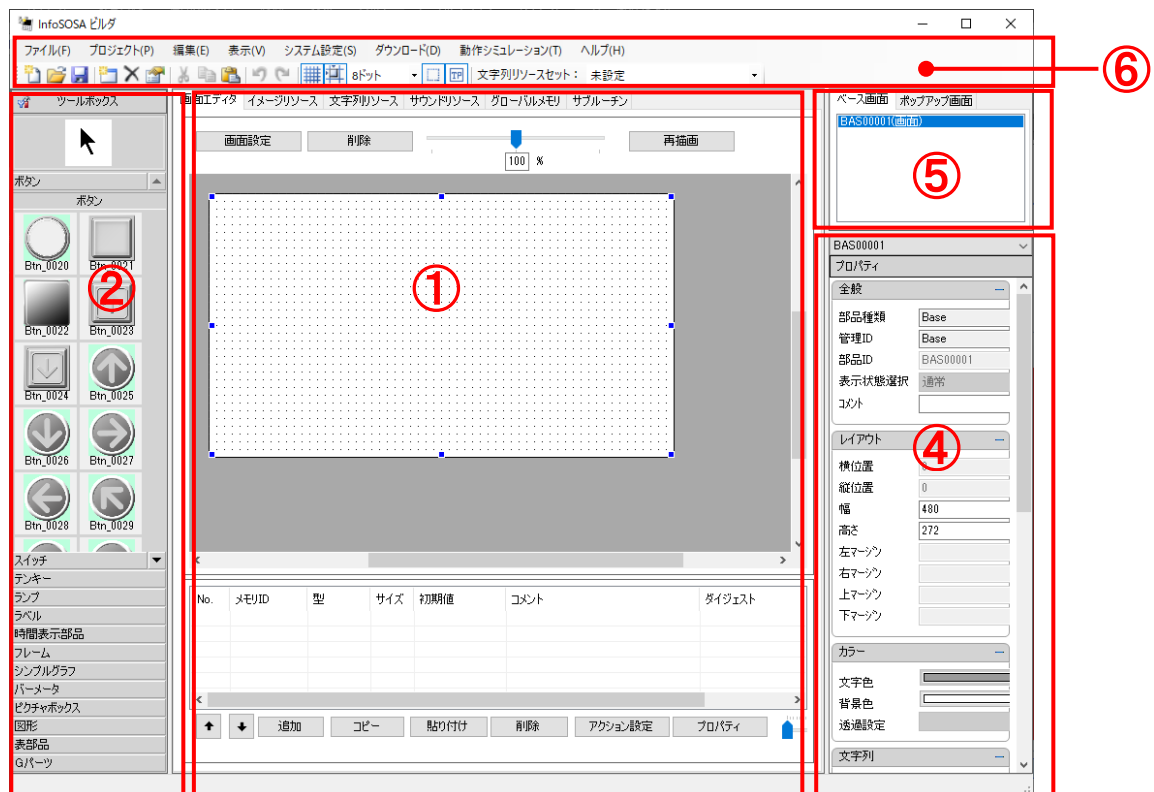 InfoSOSA ビルダ
ファイル(F) プロジェクト(P) 編集(E) 表示(V) システム設定(S) ダウンロード(D) 動作シミュレーション(T) ヘルプ(H)
8ドット TP 文字列リソースセット： 未設定
⑥
ツールボックス
ボタン
ボタン
Btn_0020 Btn_0021
Btn_0022 Btn_0023
Btn_0024 Btn_0025
Btn_0026 Btn_0027
Btn_0028 Btn_0029
②
スイッチ
テンキー
ランプ
ラベル
時間表示部品
フレーム
シンプルグラフ
バーメータ
ピクチャボックス
図形
表部品
Gパーツ
画面エディタ イメージリソース 文字列リソース サウンドリソース グローバルメモリ サブルーチン
画面設定 削除 100 % 再描画
①
No. メモリID 型 サイズ 初期値 コメント ダイジェスト
追加 コピー 貼り付け 削除 アクション設定 プロパティ
ベース画面 ポップアップ画面
BAS00001(画面)
⑤
BAS00001
プロパティ
全般
部品種類 Base
管理ID Base
部品ID BAS00001
表示状態選択 通常
コメント
レイアウト
④
横位置
縦位置 0
幅 480
高さ 272
左マージン
右マージン
上マージン
下マージン
カラー
文字色
背景色
透過設定
文字列